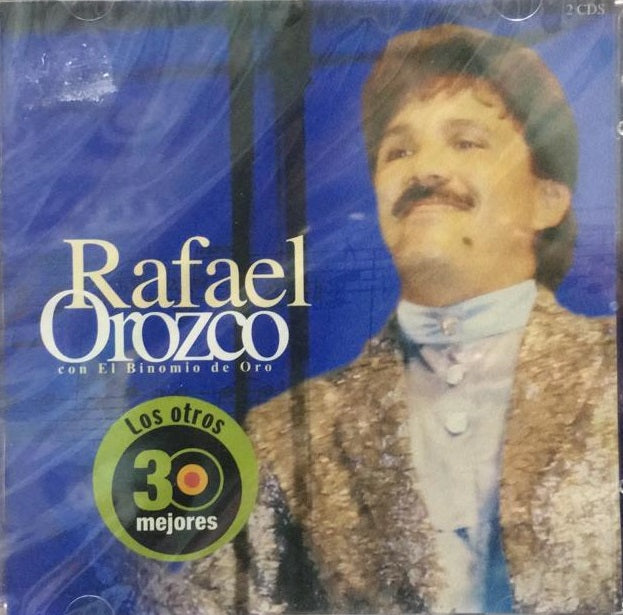 2 CDS
Rafael
Orozco
con El Binomio de Oro
Los otros
30
mejores